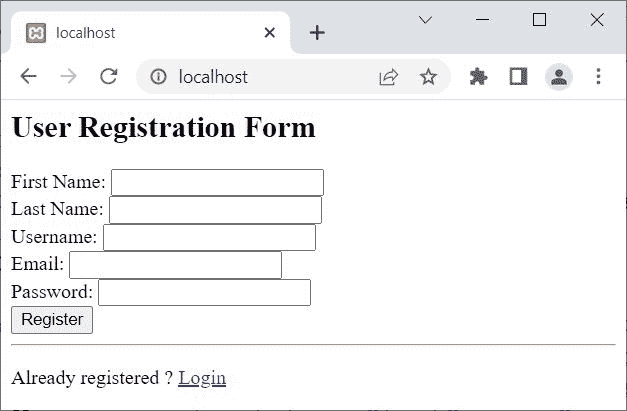 localhost
localhost
User Registration Form
First Name:
Last Name:
Username:
Email:
Password:
Register
Already registered ? Login